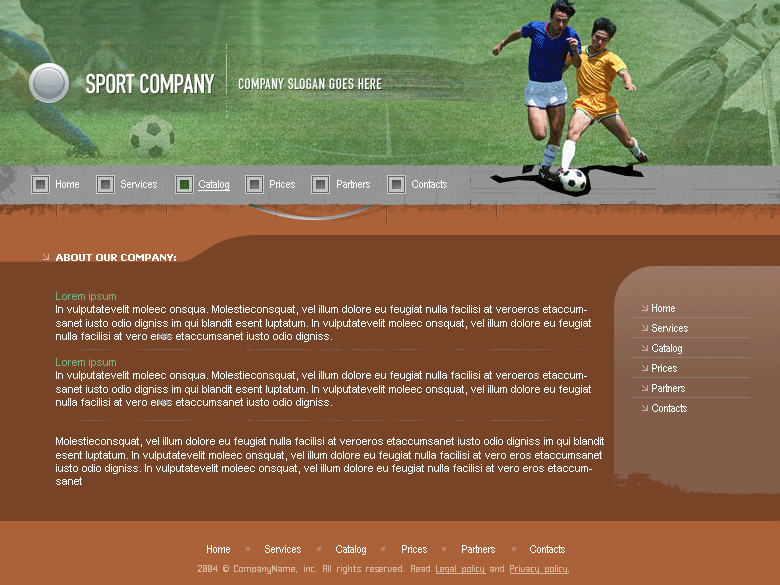 SPORT COMPANY
COMPANY SLOGAN GOES HERE
Home Services Catalog Prices Partners Contacts
ABOUT OUR COMPANY:
Lorem ipsum
In vulputatevelit moleec onsqua. Molestieconsquat, vel illum dolore eu feugiat nulla facilisi at veroeros etaccum-
sanet iusto odio digniss im qui blandit esent luptatum. In vulputatevelit moleec onsquat, vel illum dolore eu feugiat
nulla facilisi at vero etaccumsanet iusto odio digniss.
Lorem ipsum
In vulputatevelit moleec onsqua. Molestieconsquat, vel illum dolore eu feugiat nulla facilisi at veroeros etaccum-
sanet iusto odio digniss im qui blandit esent luptatum. In vulputatevelit moleec onsquat, vel illum dolore eu feugiat
nulla facilisi at vero etaccumsanet iusto odio digniss.
Molestieconsquat, vel illum dolore eu feugiat nulla facilisi at veroeros etaccumsanet iusto odio digniss im qui blandit
esent luptatum. In vulputatevelit moleec onsquat, vel illum dolore eu feugiat nulla facilisi at vero eros etaccumsanet
iusto odio digniss. In vulputatevelit moleec onsquat, vel illum dolore eu feugiat nulla facilisi at vero eros etaccum-
sanet
Home
Services
Catalog
Prices
Partners
Contacts
Home Services Catalog Prices Partners Contacts
2004 © CompanyName, inc. All rights reserved. Read Legal policy and Privacy policy.